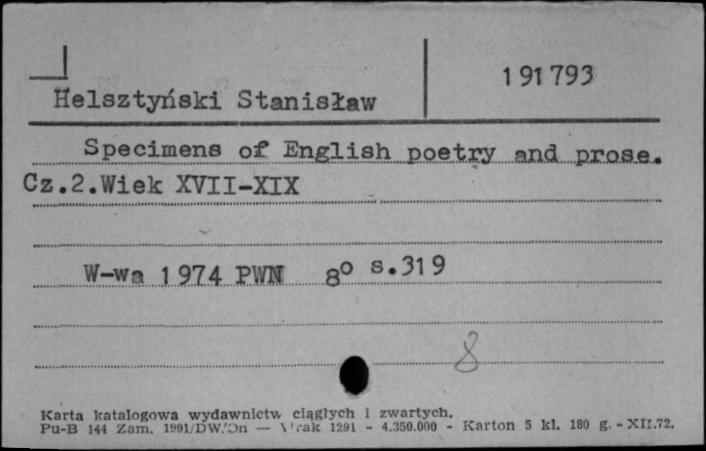 191793
Helsztyński Stanisław
Specimens of English poetry and prose.
Cz.2.Wiek XVII-XIX
W-wa 1974 PWN 8° s.319
8
Karta katalogowa wydawnictw ciągłych i zwartych.
Pu-B 144 Zam. 1991/DW. — 1291 - 4.350.000 - Karton 5 kl. 180 g. - XII.72.